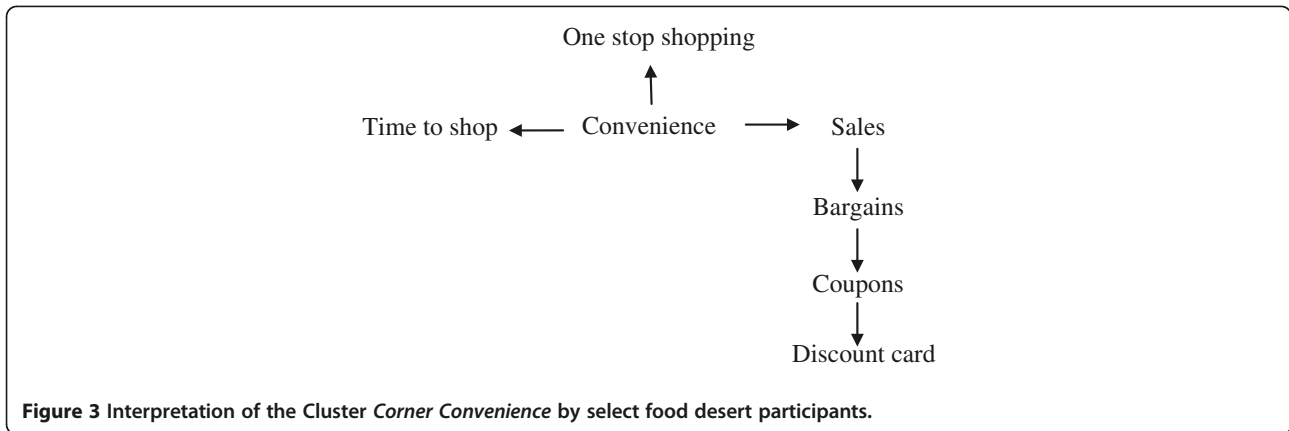 One stop shopping
Time to shop Convenience Sales
Bargains
Coupons
Discount card
Figure 3 Interpretation of the Cluster Corner Convenience by select food desert participants.